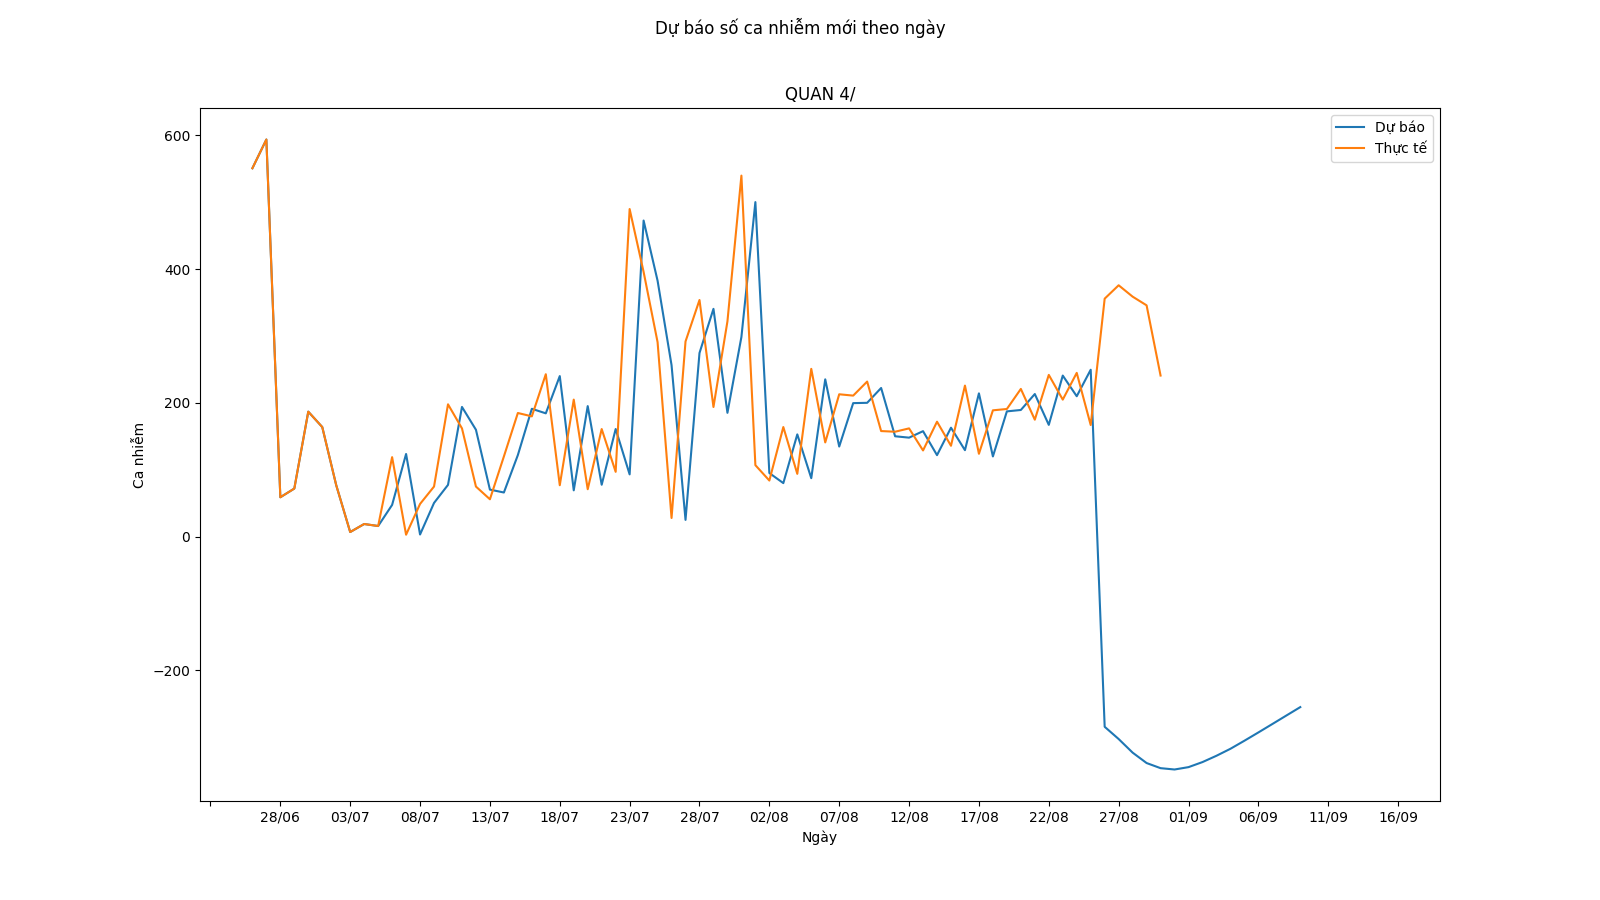 Dự báo số ca nhiễm mới theo ngày
QUAN 4/
Dự báo
Thực tế
600
400
200
0
−200
Ca nhiễm
28/06 03/07 08/07 13/07 18/07 23/07 28/07 02/08 07/08 12/08 17/08 22/08 27/08 01/09 06/09 11/09 16/09
Ngày